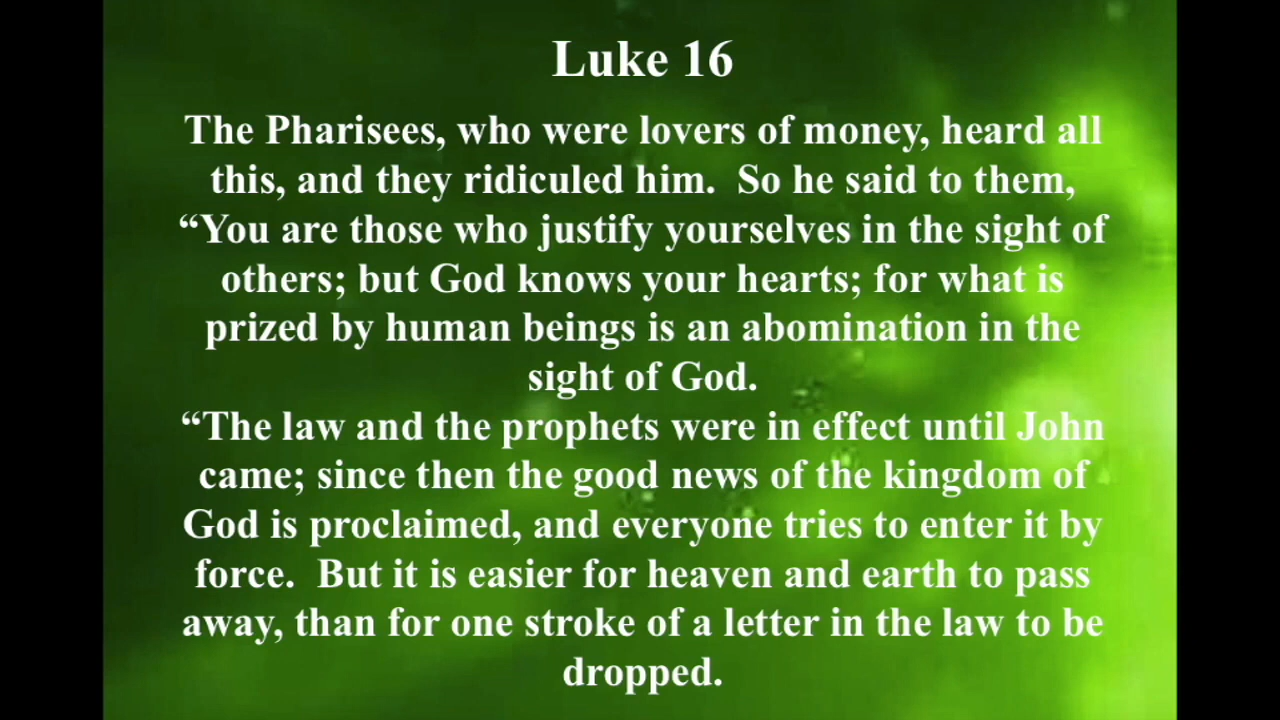 Luke 16
The Pharisees, who were lovers of money, heard all
this, and they ridiculed him.  So he said to them,
“You are those who justify yourselves in the sight of
others; but God knows your hearts; for what is
prized by human beings is an abomination in the
sight of God.
“The law and the prophets were in effect until John
came; since then the good news of the kingdom of
God is proclaimed, and everyone tries to enter it by
force.  But it is easier for heaven and earth to pass
away, than for one stroke of a letter in the law to be
dropped.